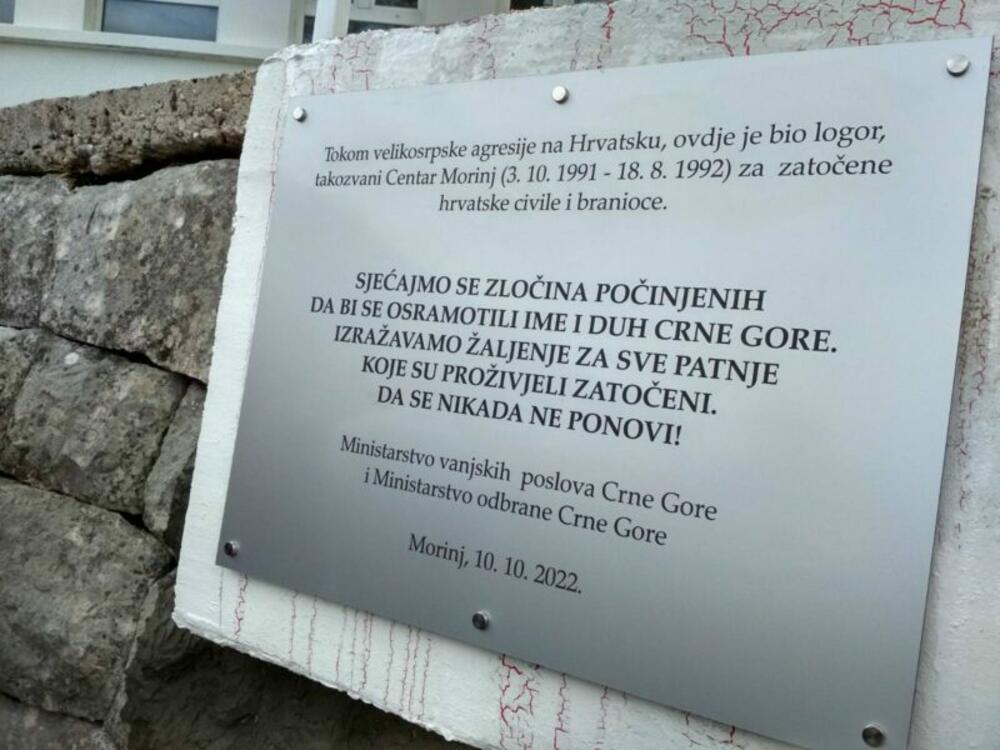 Tokom velikosrpske agresije na Hrvatsku, ovdje je bio logor,
takozvani Centar Morinj (3. 10. 1991 - 18. 8. 1992) za zatočene
hrvatske civile i branioce.
SJEĆAJMO SE ZLOČINA POČINJENIH
DA BI SE OSRAMOTILI IME I DUH CRNE GORE.
IZRAŽAVAMO ŽALJENJE ZA SVE PATNJE
KOJE SU PROŽIVJELI ZATOČENI.
DA SE NIKADA NE PONOVI!
Ministarstvo vanjskih poslova Crne Gore
i Ministarstvo odbrane Crne Gore
Morinj, 10. 10. 2022.